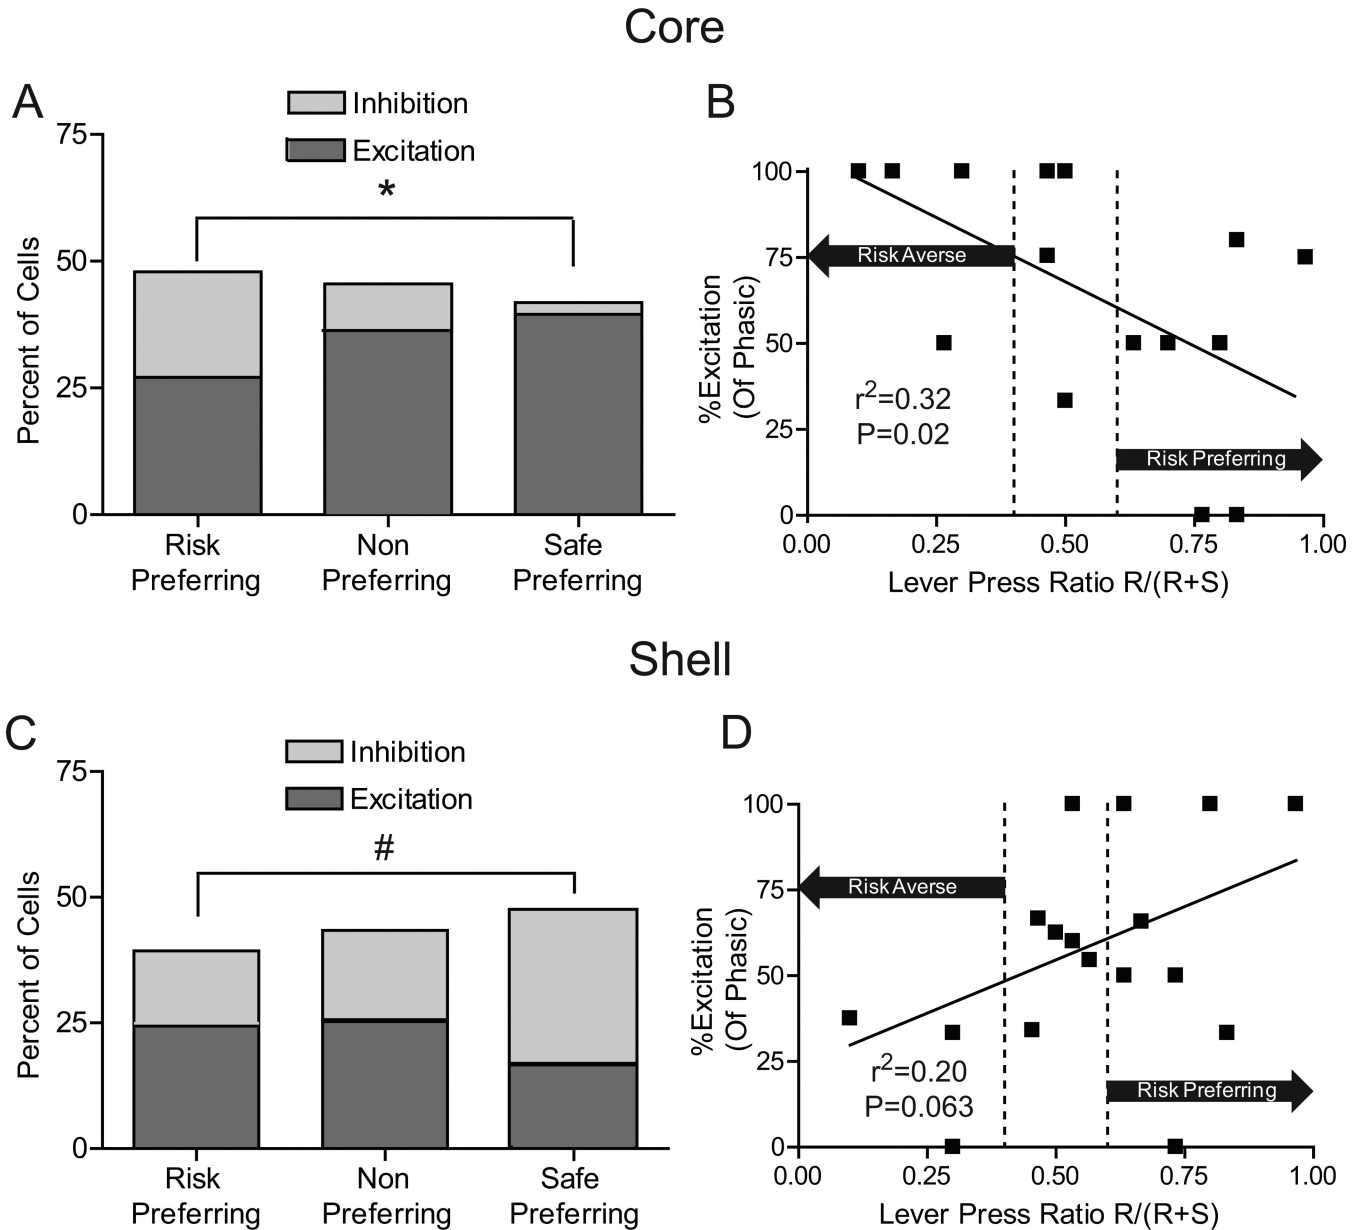 Core
A
Inhibition
Excitation
*
75
50
25
0
Percent of Cells
Risk Preferring
Non Preferring
Safe Preferring
B
100
75
50
25
0
%Excitation
(Of Phasic)
Risk Averse
r²=0.32
P=0.02
Risk Preferring
0.00 0.25 0.50 0.75 1.00
Lever Press Ratio R/(R+S)
Shell
C
Inhibition
Excitation
#
75
50
25
0
Percent of Cells
Risk Preferring
Non Preferring
Safe Preferring
D
100
75
50
25
0
%Excitation
(Of Phasic)
Risk Averse
r²=0.20
P=0.063
Risk Preferring
0.00 0.25 0.50 0.75 1.00
Lever Press Ratio R/(R+S)